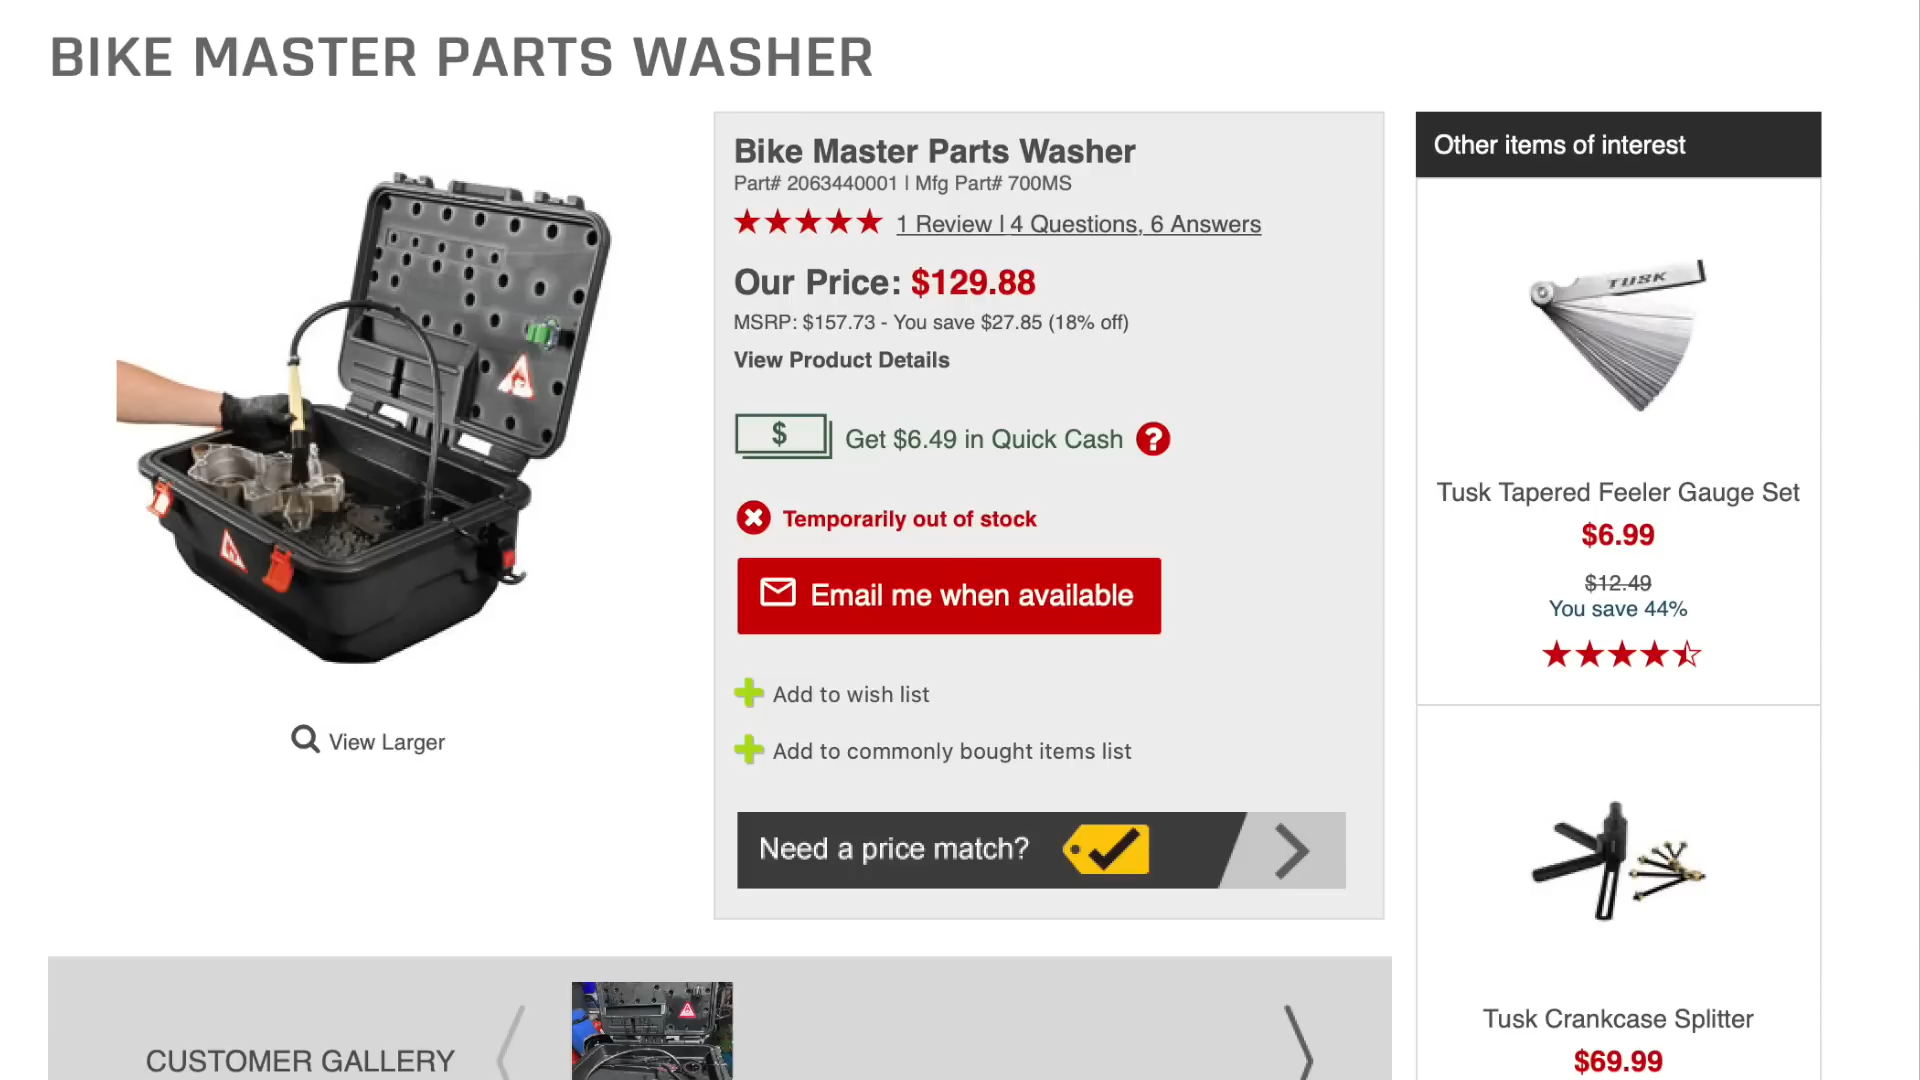 BIKE MASTER PARTS WASHER
View Larger
Bike Master Parts Washer
Part# 2063440001 | Mfg Part# 700MS
1 Review | 4 Questions, 6 Answers
Our Price: $129.88
MSRP: $157.73 - You save $27.85 (18% off)
View Product Details
$ Get $6.49 in Quick Cash ?
Temporarily out of stock
Email me when available
Add to wish list
Add to commonly bought items list
Need a price match?
CUSTOMER GALLERY
Other items of interest
TUSK
Tusk Tapered Feeler Gauge Set
$6.99
$12.49
You save 44%
Tusk Crankcase Splitter
$69.99